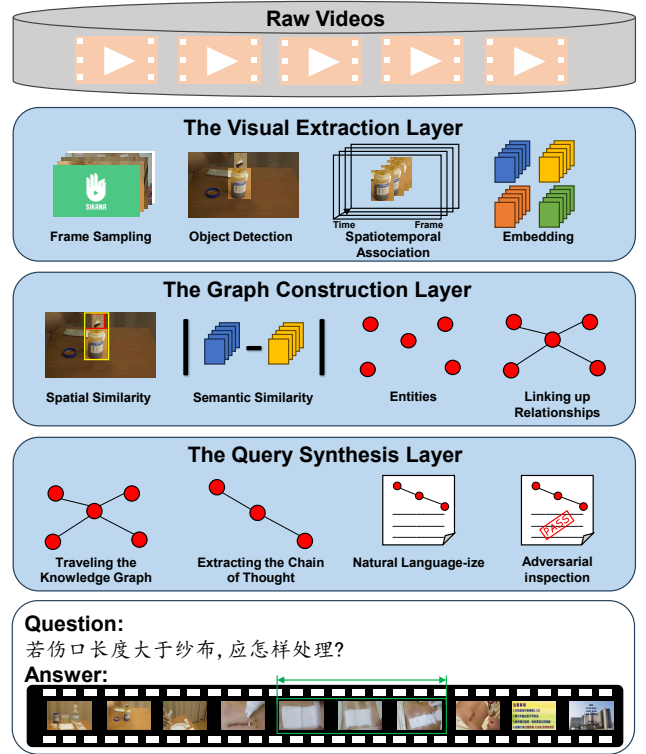 Raw Videos
The Visual Extraction Layer
SIKANA
Time
Frame
Frame Sampling
Object Detection
Spatiotemporal
Association
Embedding
The Graph Construction Layer
Spatial Similarity
Semantic Similarity
Entities
Linking up
Relationships
The Query Synthesis Layer
PASS
Traveling the
Knowledge Graph
Extracting the Chain
of Thought
Natural Language-ize
Adversarial
inspection
Question:
若伤口长度大于纱布,应怎样处理?
Answer: